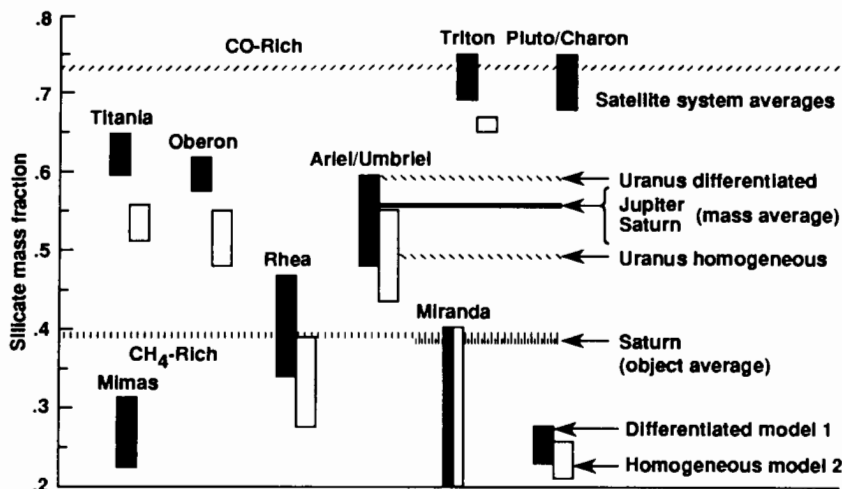 Silicate mass fraction
.8
.7
.6
.5
.4
.3
.2
CO-Rich
Triton
Pluto/Charon
Satellite system averages
Titania
Oberon
Ariel/Umbriel
Uranus differentiated
Jupiter
Saturn
(mass average)
Uranus homogeneous
Rhea
Miranda
CH4-Rich
Saturn
(object average)
Mimas
Differentiated model 1
Homogeneous model 2